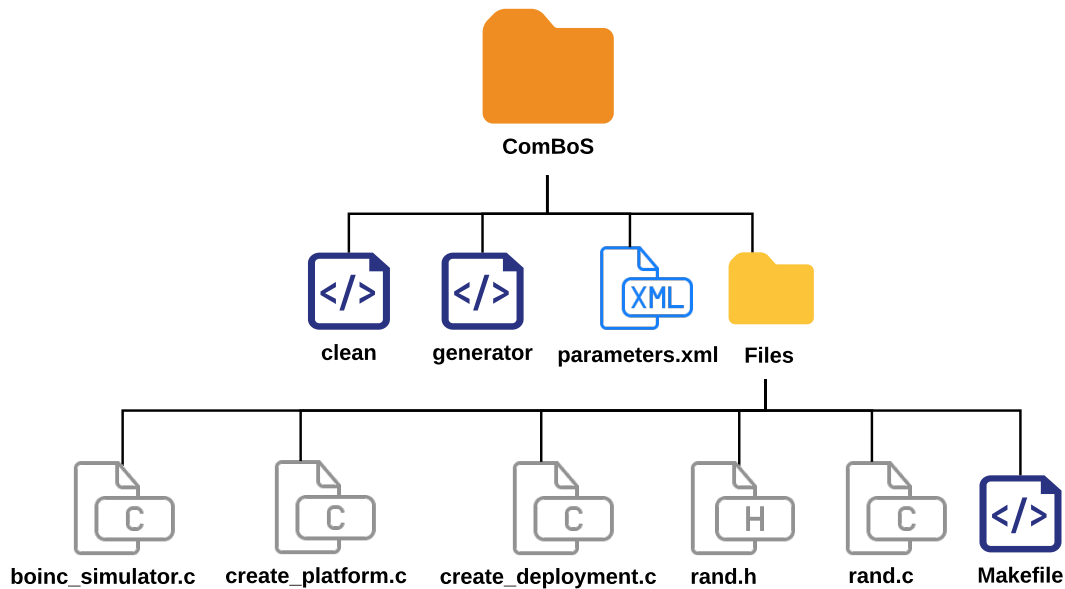 ComBoS
</>
</>
XML
clean
generator
parameters.xml
Files
C
C
C
H
C
</>
boinc_simulator.c
create_platform.c
create_deployment.c
rand.h
rand.c
Makefile